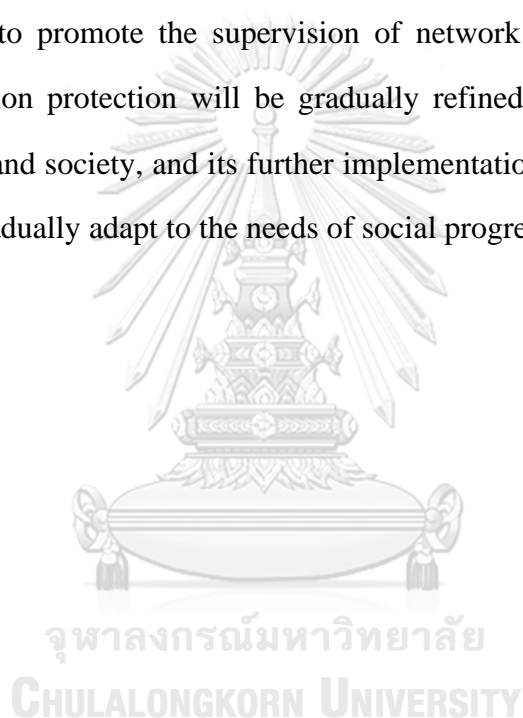 to promote the supervision of network
ion protection will be gradually refined
and society, and its further implementatio
dually adapt to the needs of social progre
จุฬาลงกรณ์มหาวิทยาลัย
CHULALONGKORN UNIVERSITY